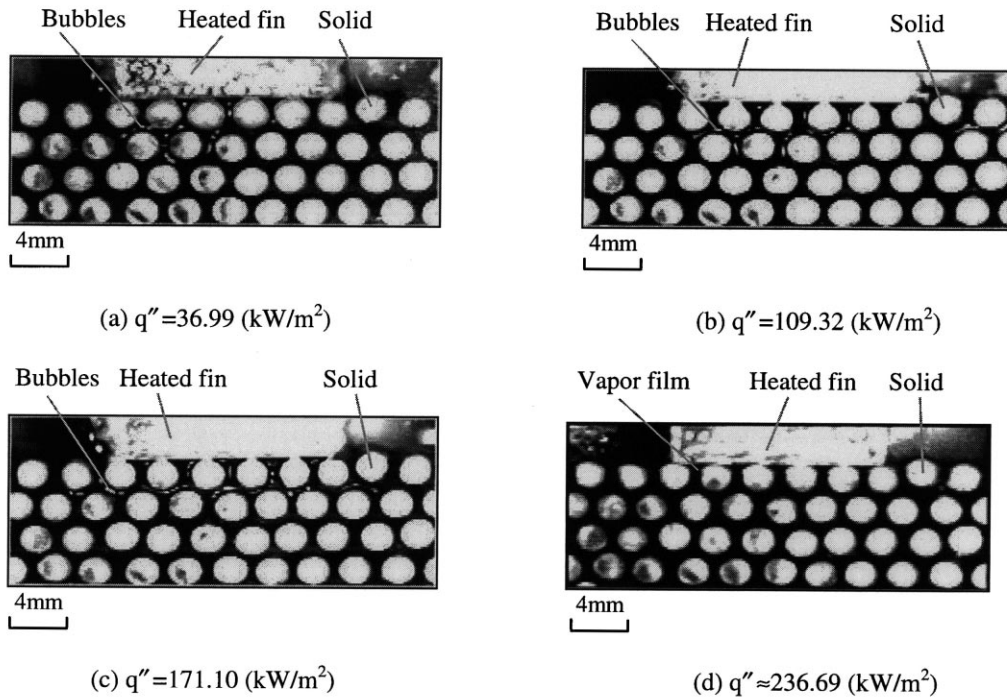 Bubbles Heated fin Solid
4mm
(a) q″=36.99 (kW/m²)
Bubbles Heated fin Solid
4mm
(b) q″=109.32 (kW/m²)
Bubbles Heated fin Solid
4mm
(c) q″=171.10 (kW/m²)
Vapor film Heated fin Solid
4mm
(d) q″≈236.69 (kW/m²)